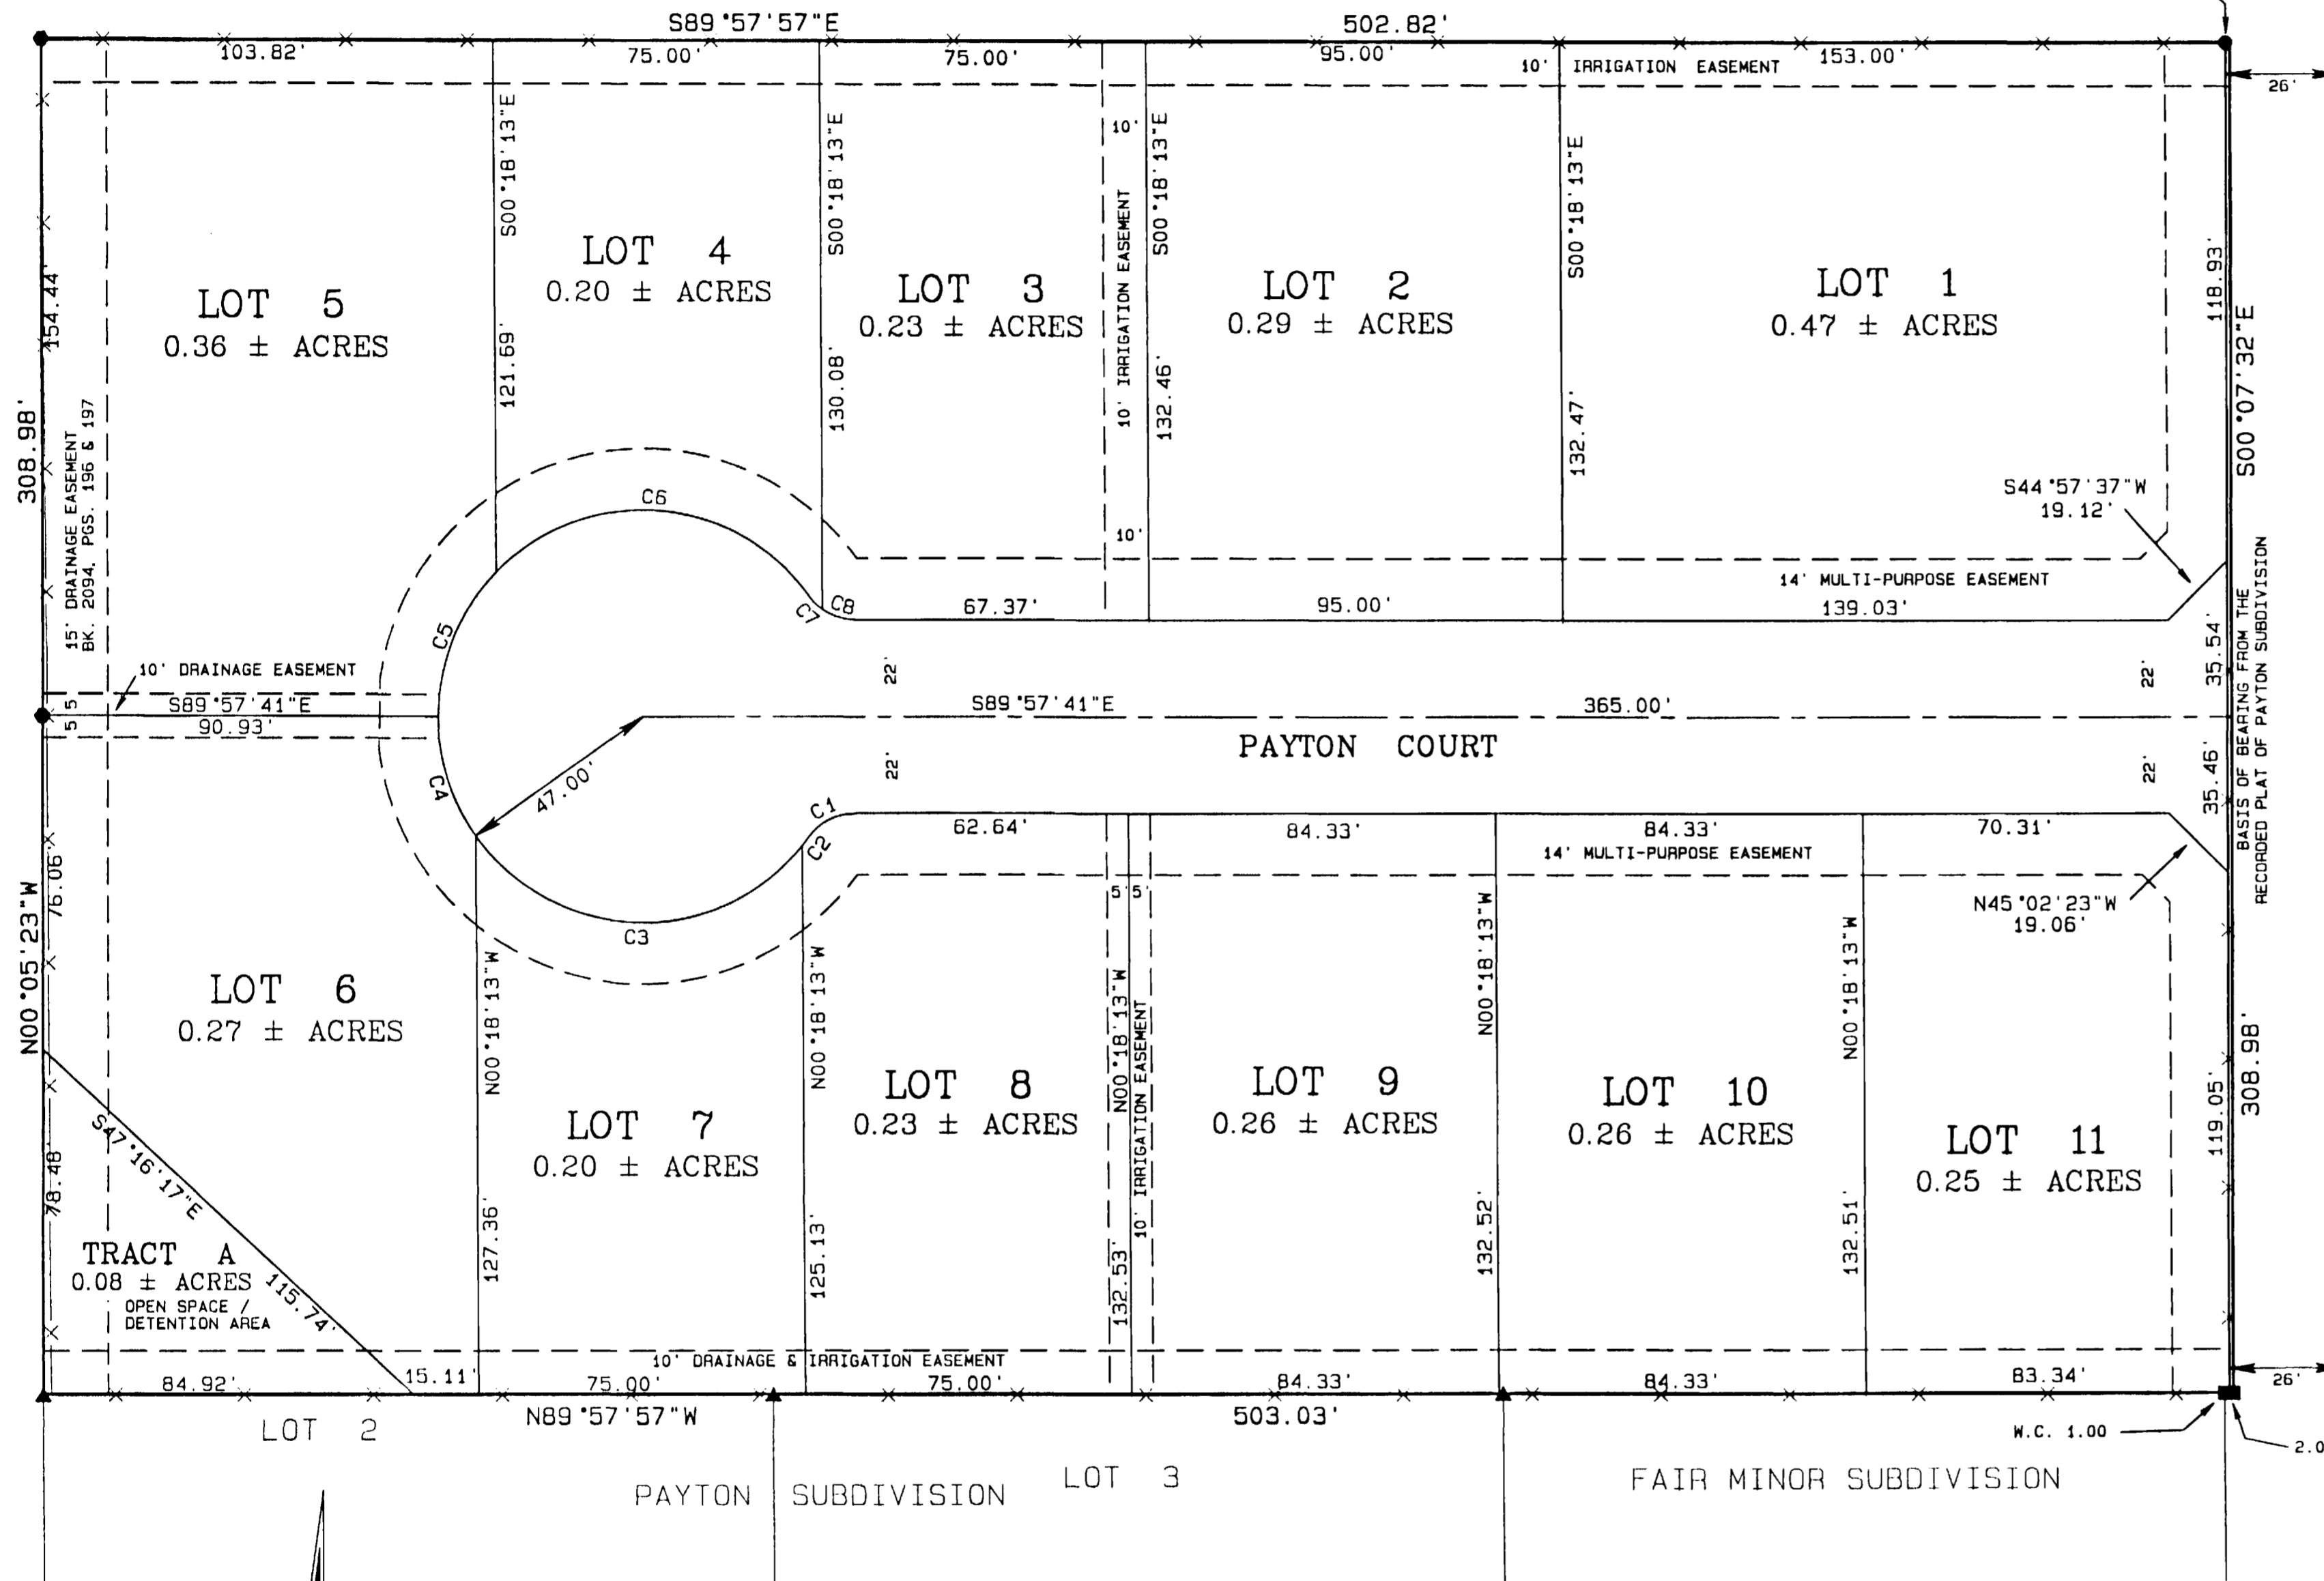 S89°57'57"E 502.82'
103.82' 75.00' 75.00' 95.00' 153.00'
10' IRRIGATION EASEMENT
26'
S00°18'13"E
121.69'
S00°18'13"E
130.08'
10'
10' IRRIGATION EASEMENT
10'
S00°18'13"E
132.46'
S00°18'13"E
132.47'
118.93'
S00°07'32"E
LOT 5
0.36 ± ACRES
LOT 4
0.20 ± ACRES
LOT 3
0.23 ± ACRES
LOT 2
0.29 ± ACRES
LOT 1
0.47 ± ACRES
154.44'
308.98'
15' DRAINAGE EASEMENT
BK. 2094, PGS. 196 & 197
S44°57'37"W
19.12'
C6
C5
C7
C8
67.37' 95.00' 139.03'
14' MULTI-PURPOSE EASEMENT
35.54'
BASIS OF BEARING FROM THE
RECORDED PLAT OF PAYTON SUBDIVISION
10' DRAINAGE EASEMENT
5' 5'
S89°57'41"E
90.93'
22'
22'
S89°57'41"E 365.00'
PAYTON COURT
47.00'
22'
22'
35.46'
C4
C1
C2
C3
62.64' 84.33' 84.33' 70.31'
14' MULTI-PURPOSE EASEMENT
5' 5'
N45°02'23"W
19.06'
76.06'
N00°05'23"W
N00°18'13"W
127.36'
N00°18'13"W
125.13'
N00°18'13"W
132.53'
10' IRRIGATION EASEMENT
N00°18'13"W
132.52'
N00°18'13"W
132.51'
119.05'
308.98'
LOT 6
0.27 ± ACRES
LOT 7
0.20 ± ACRES
LOT 8
0.23 ± ACRES
LOT 9
0.26 ± ACRES
LOT 10
0.26 ± ACRES
LOT 11
0.25 ± ACRES
S47°16'17"E
115.74'
78.48'
TRACT A
0.08 ± ACRES
OPEN SPACE /
DETENTION AREA
10' DRAINAGE & IRRIGATION EASEMENT
84.92' 15.11' 75.00' 75.00' 84.33' 84.33' 83.34'
26'
N89°57'57"W 503.03'
W.C. 1.00
2.0
LOT 2
PAYTON SUBDIVISION
LOT 3
FAIR MINOR SUBDIVISION